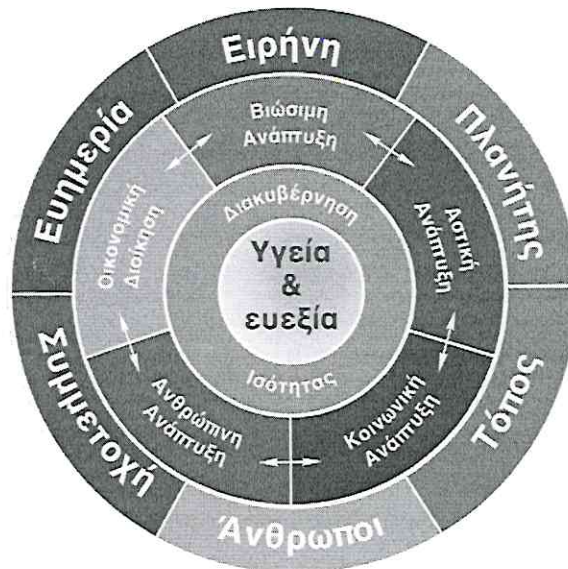 Ειρήνη
Πλανήτης
Τόπος
Άνθρωποι
Συμμετοχή
Ευημερία
Βιώσιμη
Ανάπτυξη
Αστική
Ανάπτυξη
Κοινωνική
Ανάπτυξη
Ανθρώπινη
Ανάπτυξη
Οικονομική
Διοίκηση
Διακυβέρνηση
Ισότητας
Υγεία
&
ευεξία